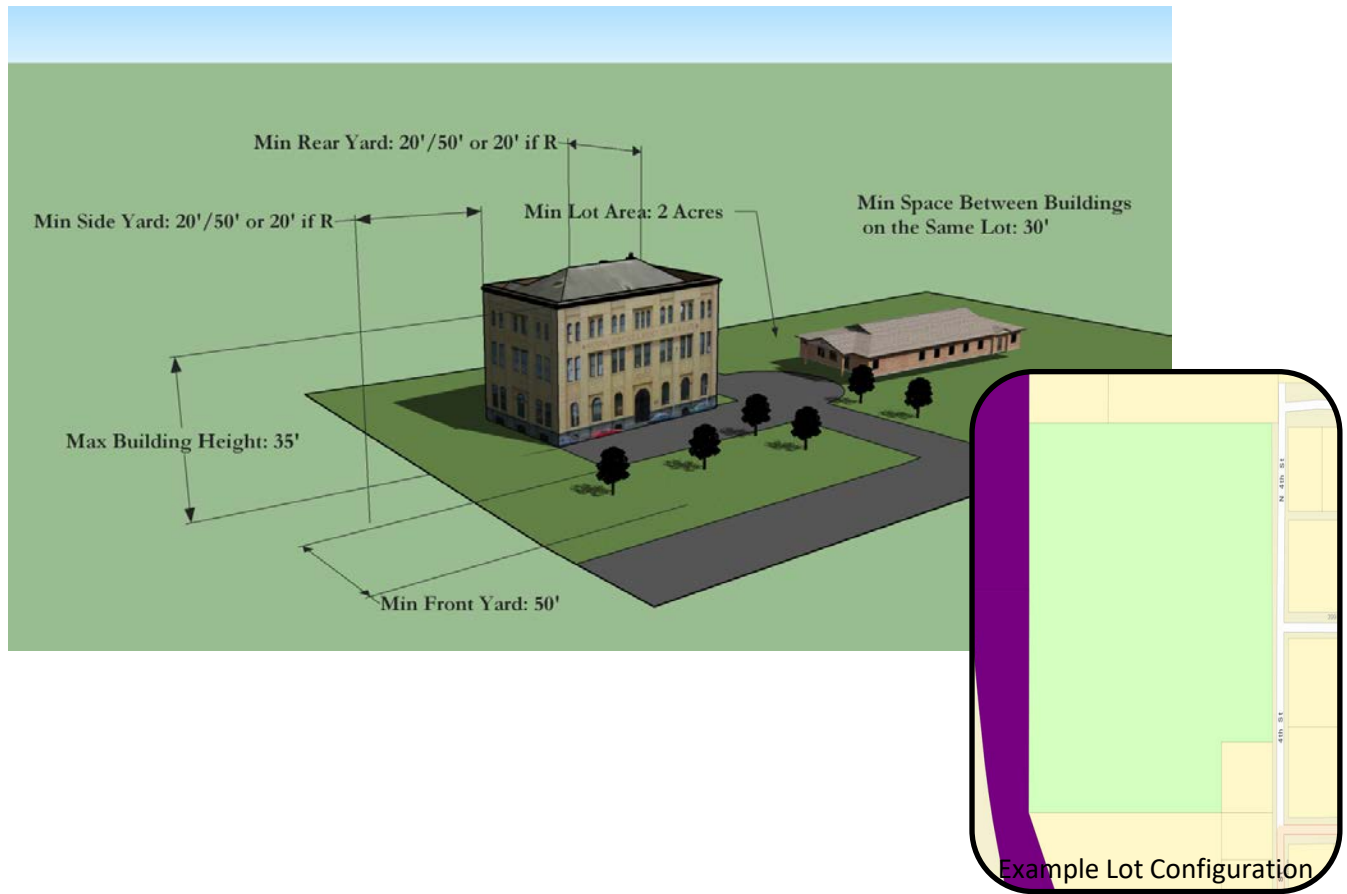 Min Rear Yard: 20'/50' or 20' if R
Min Side Yard: 20'/50' or 20' if R
Min Lot Area: 2 Acres
Min Space Between Buildings
on the Same Lot: 30'
Max Building Height: 35'
Min Front Yard: 50'
N 4th St
4th St
Example Lot Configuration